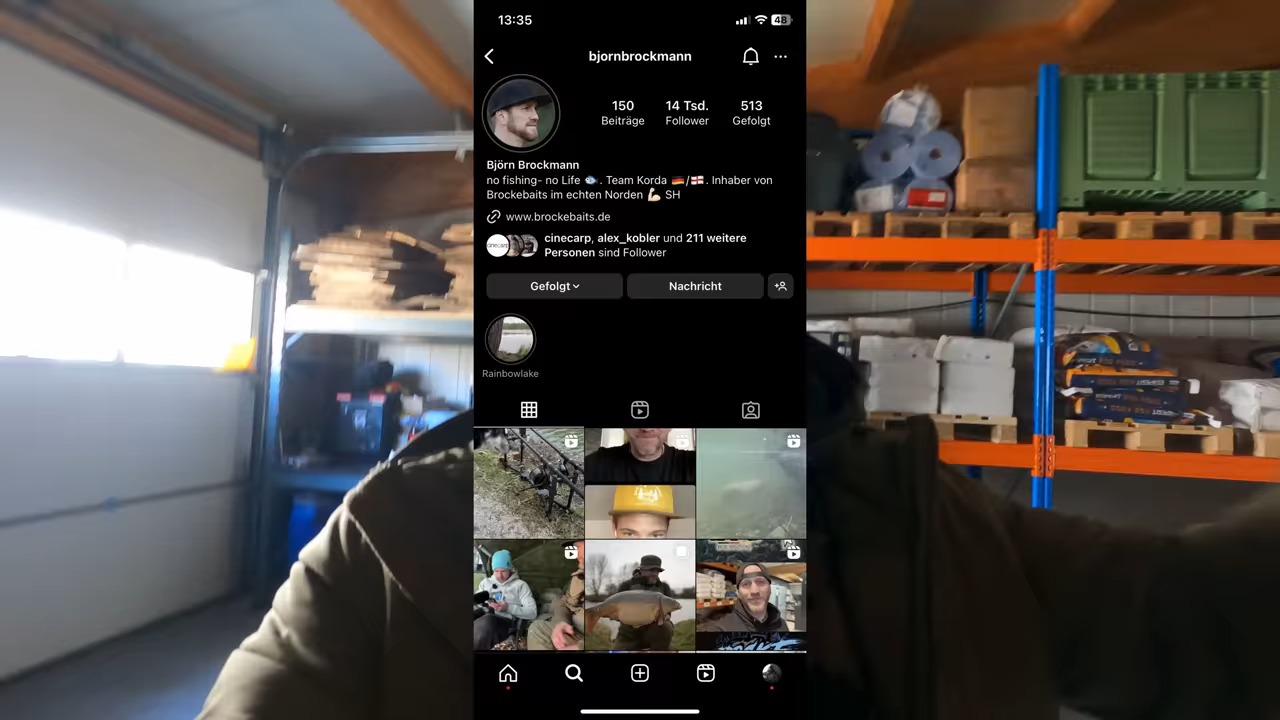 13:35
48
bjornbrockmann
150
14 Tsd.
513
Beiträge
Follower
Gefolgt
Björn Brockmann
no fishing- no Life 🐟. Team Korda 🇩🇪/🏴󠁧󠁢󠁥󠁮󠁧󠁿. Inhaber von
Brockebaits im echten Norden 💪🏻 SH
www.brockebaits.de
cinecarp, alex_kobler und 211 weitere
Personen sind Follower
Gefolgt
Nachricht
Rainbowlake